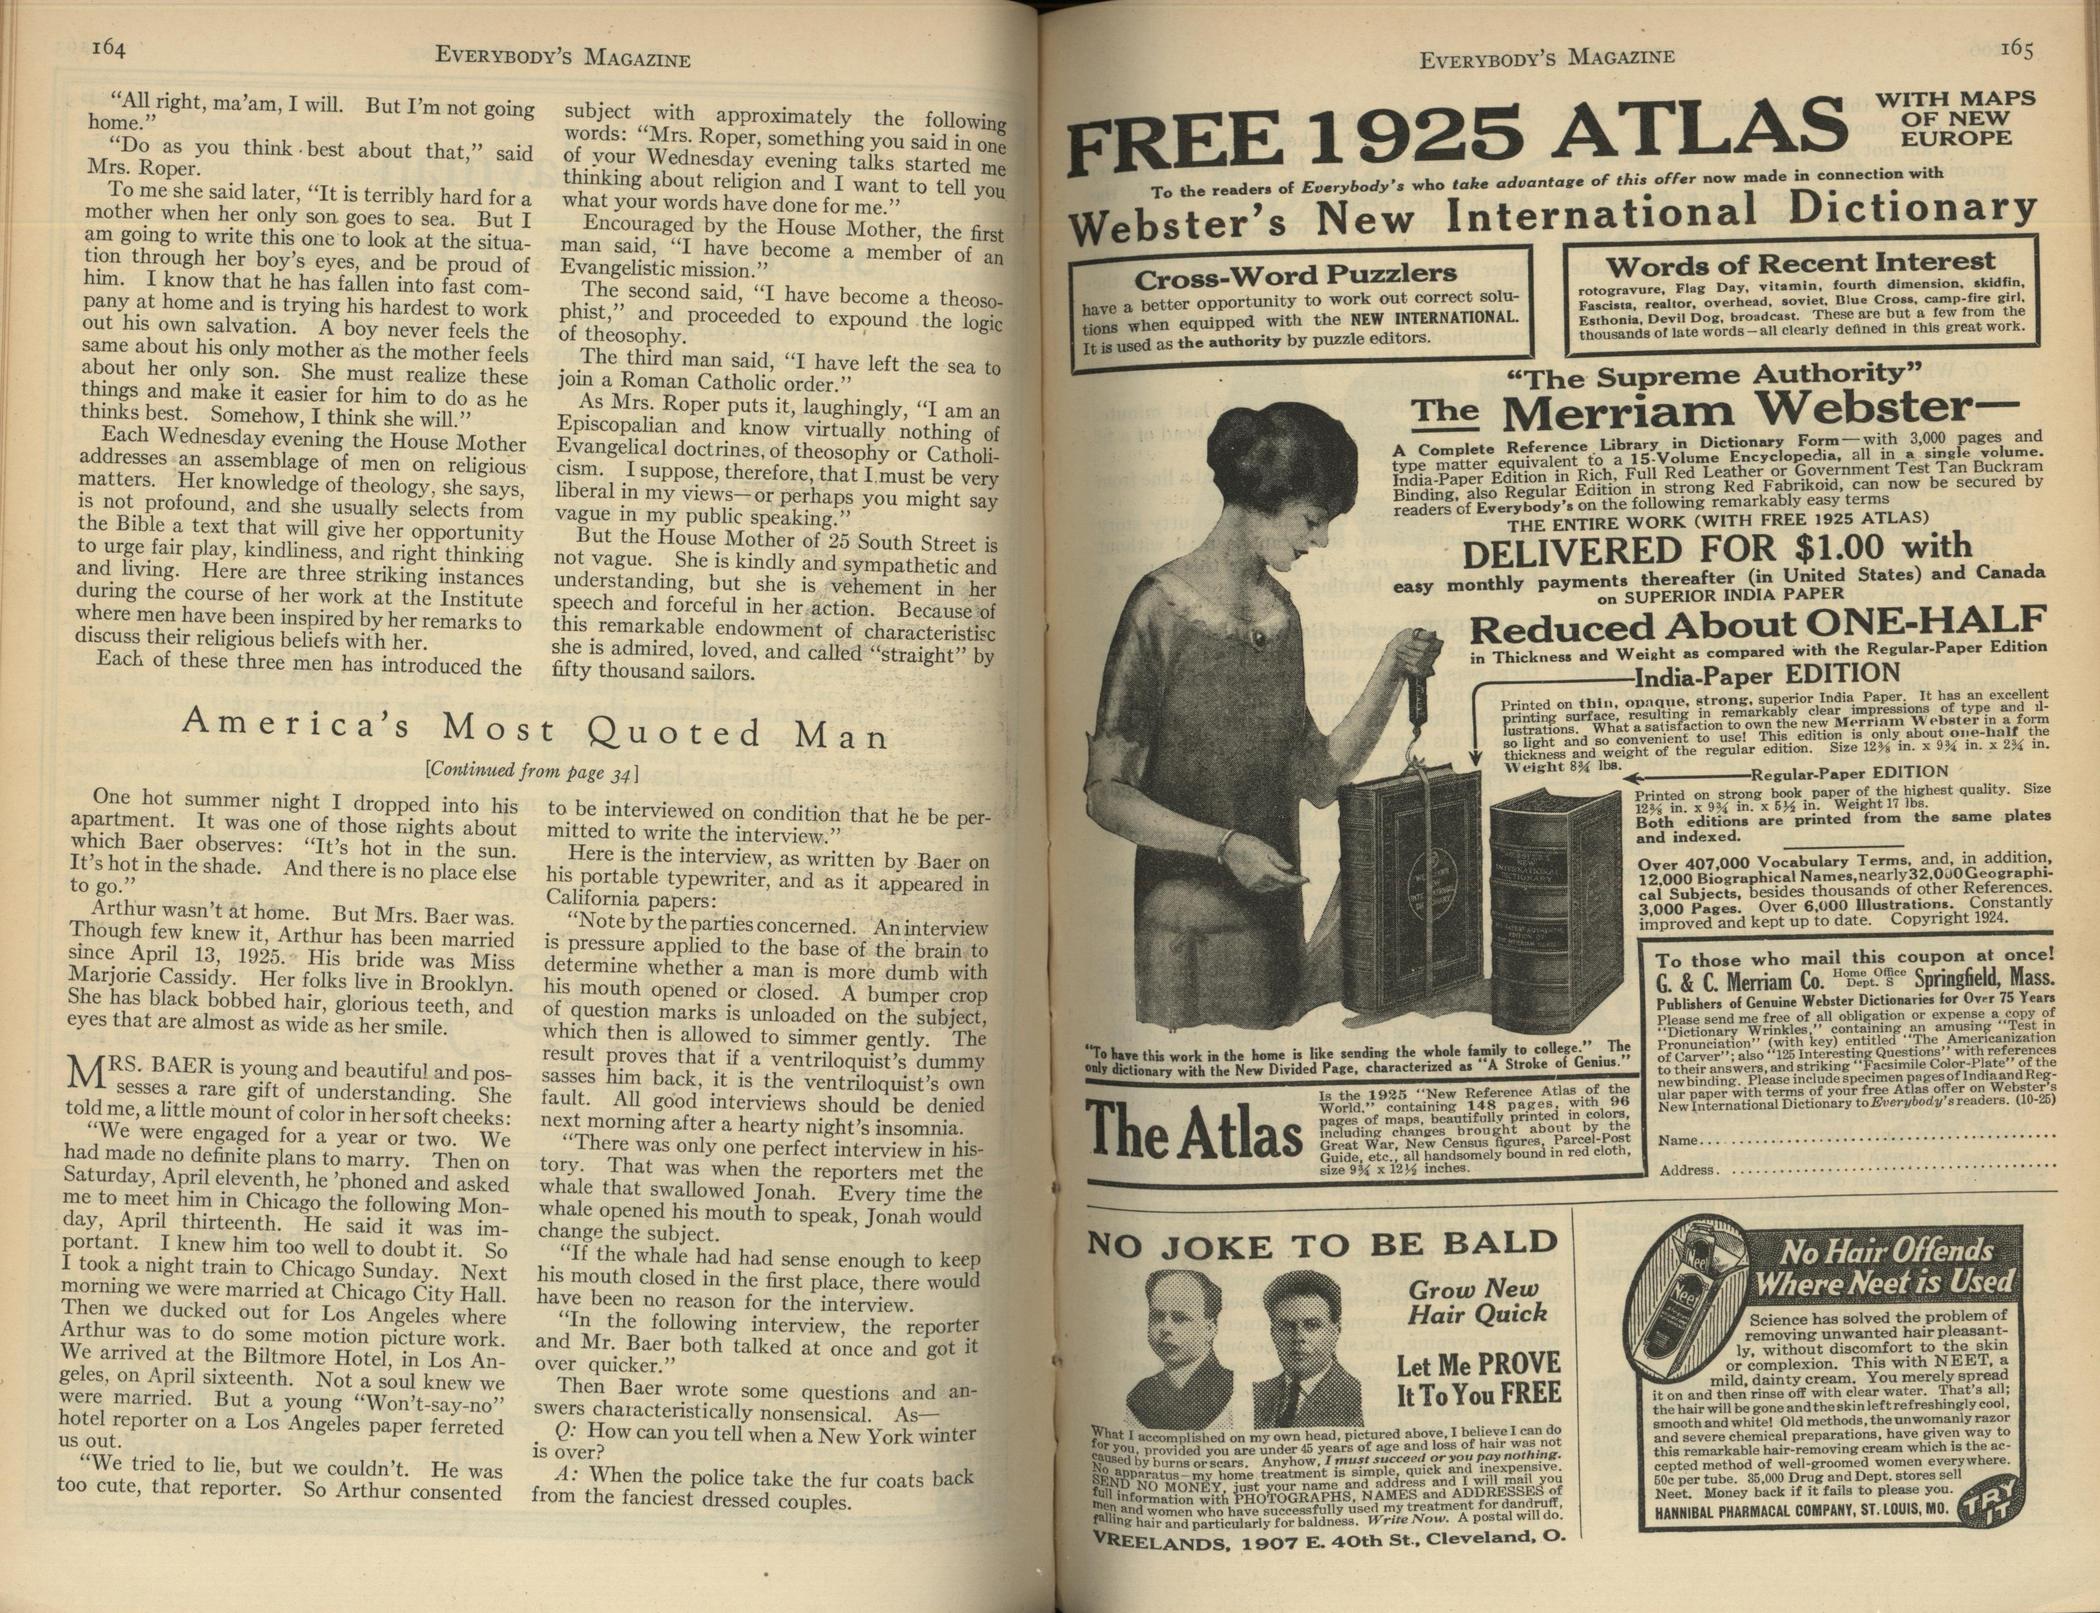 164
EVERYBODY'S MAGAZINE
"All right, ma'am, I will. But I'm not going
home."
"Do as you think best about that," said
Mrs. Roper.
To me she said later, "It is terribly hard for a
mother when her only son goes to sea. But I
am going to write this one to look at the situa-
tion through her boy's eyes, and be proud of
him. I know that he has fallen into fast com-
pany at home and is trying his hardest to work
out his own salvation. A boy never feels the
same about his only mother as the mother feels
about her only son. She must realize these
things and make it easier for him to do as he
thinks best. Somehow, I think she will."
Each Wednesday evening the House Mother
addresses an assemblage of men on religious
matters. Her knowledge of theology, she says,
is not profound, and she usually selects from
the Bible a text that will give her opportunity
to urge fair play, kindliness, and right thinking
and living. Here are three striking instances
during the course of her work at the Institute
where men have been inspired by her remarks to
discuss their religious beliefs with her.
Each of these three men has introduced the
subject with approximately the following
words: "Mrs. Roper, something you said in one
of your Wednesday evening talks started me
thinking about religion and I want to tell you
what your words have done for me."
Encouraged by the House Mother, the first
man said, "I have become a member of an
Evangelistic mission."
The second said, "I have become a theoso-
phist," and proceeded to expound the logic
of theosophy.
The third man said, "I have left the sea to
join a Roman Catholic order."
As Mrs. Roper puts it, laughingly, "I am an
Episcopalian and know virtually nothing of
Evangelical doctrines, of theosophy or Catholi-
cism. I suppose, therefore, that I must be very
liberal in my views—or perhaps you might say
vague in my public speaking."
But the House Mother of 25 South Street is
not vague. She is kindly and sympathetic and
understanding, but she is vehement in her
speech and forceful in her action. Because of
this remarkable endowment of characteristisc
she is admired, loved, and called "straight" by
fifty thousand sailors.
America's Most Quoted Man
[Continued from page 34]
One hot summer night I dropped into his
apartment. It was one of those nights about
which Baer observes: "It's hot in the sun.
It's hot in the shade. And there is no place else
to go."
Arthur wasn't at home. But Mrs. Baer was.
Though few knew it, Arthur has been married
since April 13, 1925. His bride was Miss
Marjorie Cassidy. Her folks live in Brooklyn.
She has black bobbed hair, glorious teeth, and
eyes that are almost as wide as her smile.
MRS. BAER is young and beautiful and pos-
sesses a rare gift of understanding. She
told me, a little mount of color in her soft cheeks:
"We were engaged for a year or two. We
had made no definite plans to marry. Then on
Saturday, April eleventh, he 'phoned and asked
me to meet him in Chicago the following Mon-
day, April thirteenth. He said it was im-
portant. I knew him too well to doubt it. So
I took a night train to Chicago Sunday. Next
morning we were married at Chicago City Hall.
Then we ducked out for Los Angeles where
Arthur was to do some motion picture work.
We arrived at the Biltmore Hotel, in Los An-
geles, on April sixteenth. Not a soul knew we
were married. But a young "Won't-say-no"
hotel reporter on a Los Angeles paper ferreted
us out.
"We tried to lie, but we couldn't. He was
too cute, that reporter. So Arthur consented
to be interviewed on condition that he be per-
mitted to write the interview."
Here is the interview, as written by Baer on
his portable typewriter, and as it appeared in
California papers:
"Note by the parties concerned. An interview
is pressure applied to the base of the brain to
determine whether a man is more dumb with
his mouth opened or closed. A bumper crop
of question marks is unloaded on the subject,
which then is allowed to simmer gently. The
result proves that if a ventriloquist's dummy
sasses him back, it is the ventriloquist's own
fault. All good interviews should be denied
next morning after a hearty night's insomnia.
"There was only one perfect interview in his-
tory. That was when the reporters met the
whale that swallowed Jonah. Every time the
whale opened his mouth to speak, Jonah would
change the subject.
"If the whale had had sense enough to keep
his mouth closed in the first place, there would
have been no reason for the interview.
"In the following interview, the reporter
and Mr. Baer both talked at once and got it
over quicker."
Then Baer wrote some questions and an-
swers characteristically nonsensical. As—
Q: How can you tell when a New York winter
is over?
A: When the police take the fur coats back
from the fanciest dressed couples.
EVERYBODY'S MAGAZINE
165
FREE 1925 ATLAS
WITH MAPS
OF NEW
EUROPE
To the readers of Everybody's who take advantage of this offer now made in connection with
Webster's New International Dictionary
Cross-Word Puzzlers
have a better opportunity to work out correct solu-
tions when equipped with the NEW INTERNATIONAL.
It is used as the authority by puzzle editors.
Words of Recent Interest
rotogravure, Flag Day, vitamin, fourth dimension, skidfin,
Fascista, realtor, overhead, soviet, Blue Cross, camp-fire girl,
Esthonia, Devil Dog, broadcast. These are but a few from the
thousands of late words—all clearly defined in this great work.
"The Supreme Authority"
The Merriam Webster—
A Complete Reference Library in Dictionary Form—with 3,000 pages and
type matter equivalent to a 15-Volume Encyclopedia, all in a single volume.
India-Paper Edition in Rich, Full Red Leather or Government Test Tan Buckram
Binding, also Regular Edition in strong Red Fabrikoid, can now be secured by
readers of Everybody's on the following remarkably easy terms
THE ENTIRE WORK (WITH FREE 1925 ATLAS)
DELIVERED FOR $1.00 with
easy monthly payments thereafter (in United States) and Canada
on SUPERIOR INDIA PAPER
Reduced About ONE-HALF
in Thickness and Weight as compared with the Regular-Paper Edition
India-Paper EDITION
Printed on thin, opaque, strong, superior India Paper. It has an excellent
printing surface, resulting in remarkably clear impressions of type and il-
lustrations. What a satisfaction to own the new Merriam Webster in a form
so light and so convenient to use! This edition is only about one-half the
thickness and weight of the regular edition. Size 12⅜ in. x 9¾ in. x 2¾ in.
Weight 8¾ lbs.
Regular-Paper EDITION
Printed on strong book paper of the highest quality. Size
12⅜ in. x 9¾ in. x 5½ in. Weight 17 lbs.
Both editions are printed from the same plates
and indexed.
Over 407,000 Vocabulary Terms, and, in addition,
12,000 Biographical Names, nearly 32,000 Geographi-
cal Subjects, besides thousands of other References.
3,000 Pages. Over 6,000 Illustrations. Constantly
improved and kept up to date. Copyright 1924.
"To have this work in the home is like sending the whole family to college." The
only dictionary with the New Divided Page, characterized as "A Stroke of Genius."
The Atlas
Is the 1925 "New Reference Atlas of the
World," containing 148 pages, with 96
pages of maps, beautifully printed in colors,
including changes brought about by the
Great War, New Census figures, Parcel-Post
Guide, etc., all handsomely bound in red cloth,
size 9¾ x 12½ inches.
To those who mail this coupon at once!
G. & C. Merriam Co. Home Office Dept. S Springfield, Mass.
Publishers of Genuine Webster Dictionaries for Over 75 Years
Please send me free of all obligation or expense a copy of
"Dictionary Wrinkles," containing an amusing "Test in
Pronunciation" (with key) entitled "The Americanization
of Carver"; also "125 Interesting Questions" with references
to their answers, and striking "Facsimile Color-Plate" of the
new binding. Please include specimen pages of India and Reg-
ular paper with terms of your free Atlas offer on Webster's
New International Dictionary to Everybody's readers. (10-25)
Name
Address
NO JOKE TO BE BALD
Grow New
Hair Quick
Let Me PROVE
It To You FREE
What I accomplished on my own head, pictured above, I believe I can do
for you, provided you are under 45 years of age and loss of hair was not
caused by burns or scars. Anyhow, I must succeed or you pay nothing.
No apparatus—my home treatment is simple, quick and inexpensive.
SEND NO MONEY, just your name and address and I will mail you
full information with PHOTOGRAPHS, NAMES and ADDRESSES of
men and women who have successfully used my treatment for dandruff,
falling hair and particularly for baldness. Write Now. A postal will do.
VREELANDS, 1907 E. 40th St., Cleveland, O.
Neet
No Hair Offends
Where Neet is Used
Science has solved the problem of
removing unwanted hair pleasant-
ly, without discomfort to the skin
or complexion. This with NEET, a
mild, dainty cream. You merely spread
it on and then rinse off with clear water. That's all;
the hair will be gone and the skin left refreshingly cool,
smooth and white! Old methods, the unwomanly razor
and severe chemical preparations, have given way to
this remarkable hair-removing cream which is the ac-
cepted method of well-groomed women everywhere.
50c per tube. 35,000 Drug and Dept. stores sell
Neet. Money back if it fails to please you.
HANNIBAL PHARMACAL COMPANY, ST. LOUIS, MO.
TRY IT